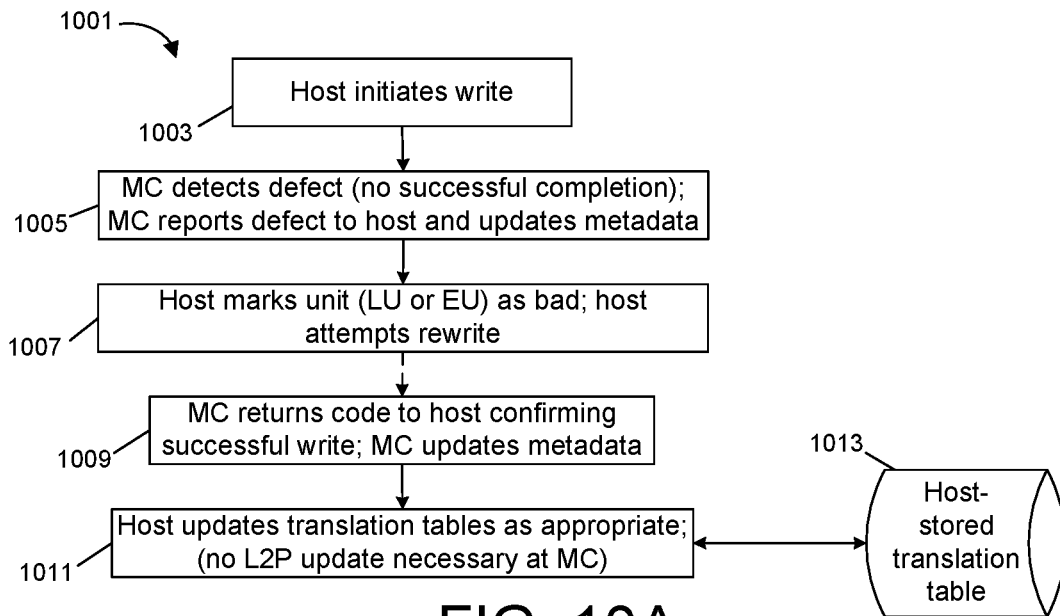 1001
Host initiates write
1003
MC detects defect (no successful completion);
MC reports defect to host and updates metadata
1005
Host marks unit (LU or EU) as bad; host
attempts rewrite
1007
MC returns code to host confirming
successful write; MC updates metadata
1009
1013
Host updates translation tables as appropriate;
(no L2P update necessary at MC)
1011
Host-
stored
translation
table
FIG. 10A